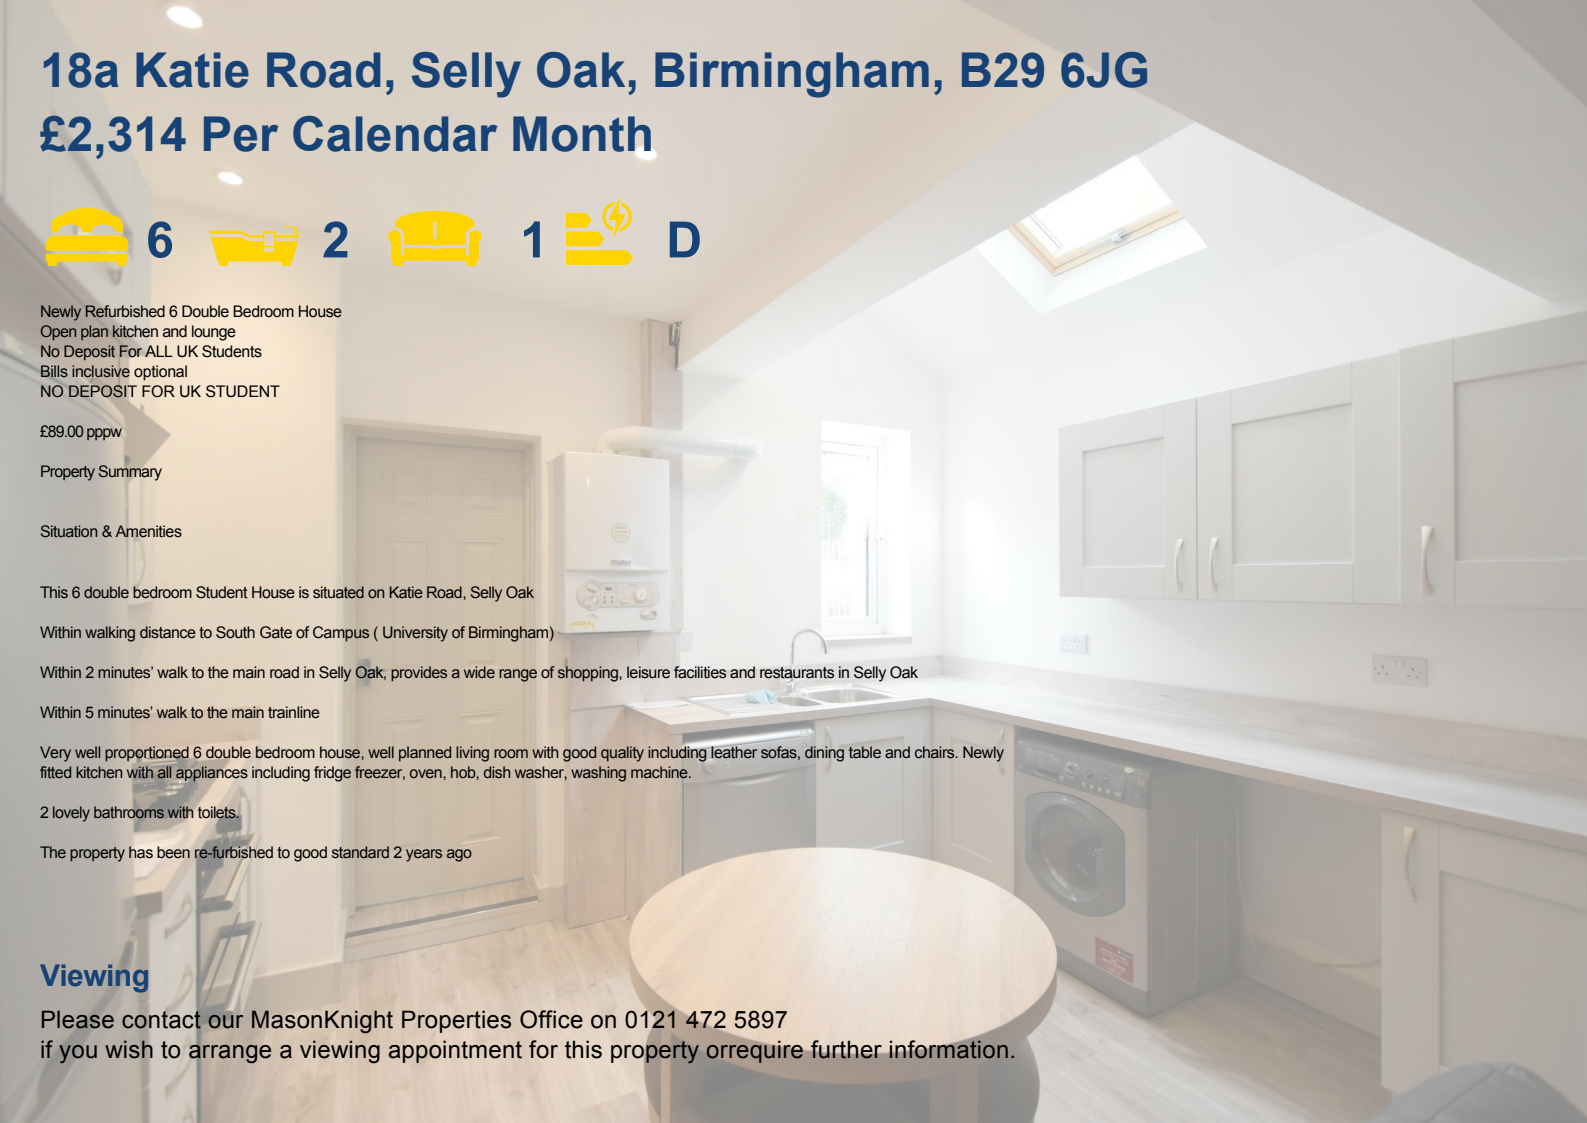 18a Katie Road, Selly Oak, Birmingham, B29 6JG
£2,314 Per Calendar Month
6 2 1 D
Newly Refurbished 6 Double Bedroom House
Open plan kitchen and lounge
No Deposit For ALL UK Students
Bills inclusive optional
NO DEPOSIT FOR UK STUDENT
£89.00 pppw
Property Summary
Situation & Amenities
This 6 double bedroom Student House is situated on Katie Road, Selly Oak
Within walking distance to South Gate of Campus ( University of Birmingham)
Within 2 minutes’ walk to the main road in Selly Oak, provides a wide range of shopping, leisure facilities and restaurants in Selly Oak
Within 5 minutes’ walk to the main trainline
Very well proportioned 6 double bedroom house, well planned living room with good quality including leather sofas, dining table and chairs. Newly
fitted kitchen with all appliances including fridge freezer, oven, hob, dish washer, washing machine.
2 lovely bathrooms with toilets.
The property has been re-furbished to good standard 2 years ago
Viewing
Please contact our MasonKnight Properties Office on 0121 472 5897
if you wish to arrange a viewing appointment for this property orrequire further information.